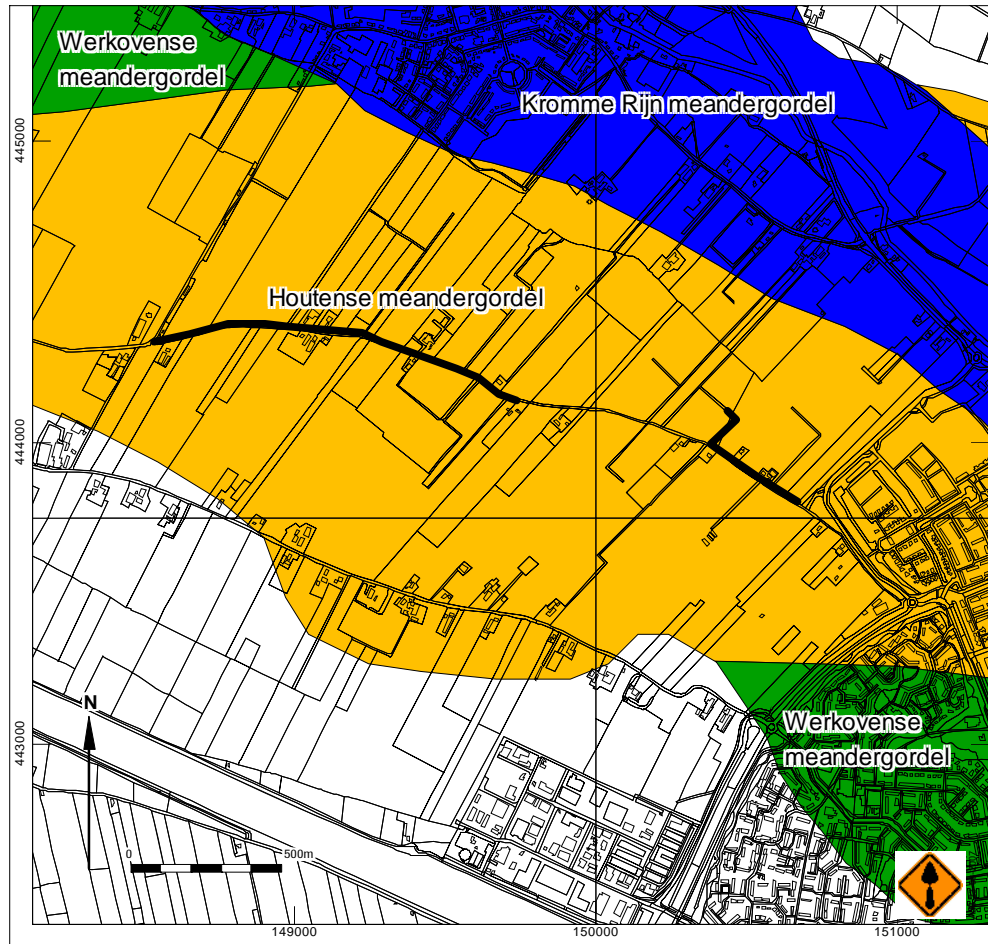 Werkovense
meandergordel
Kromme Rijn meandergordel
445000
Houtense meandergordel
444000
N
443000
Werkovense
meandergordel
0 500m
149000 150000 151000